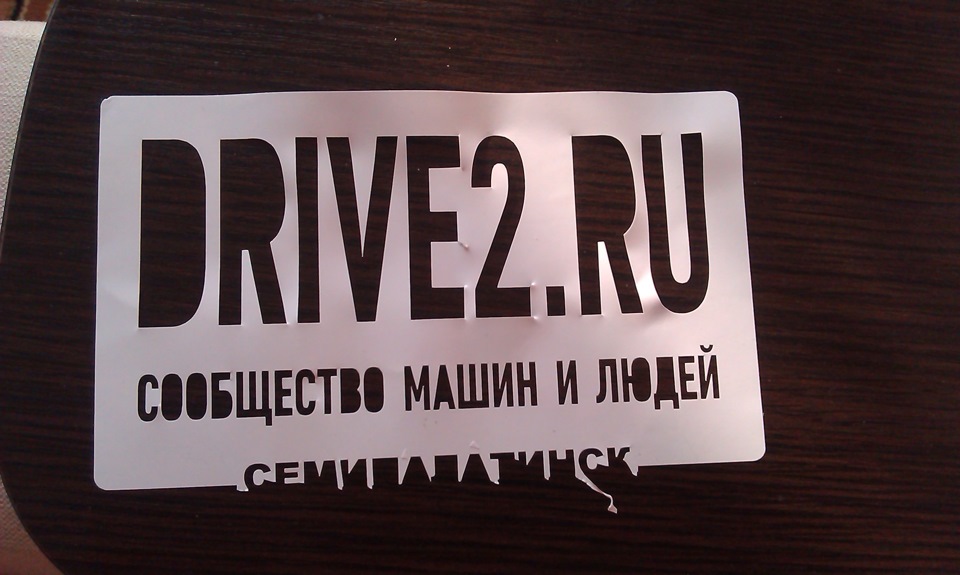 DRIVE2.RU
СООБЩЕСТВО МАШИН И ЛЮДЕЙ
СЕМИПАЛАТИНСК